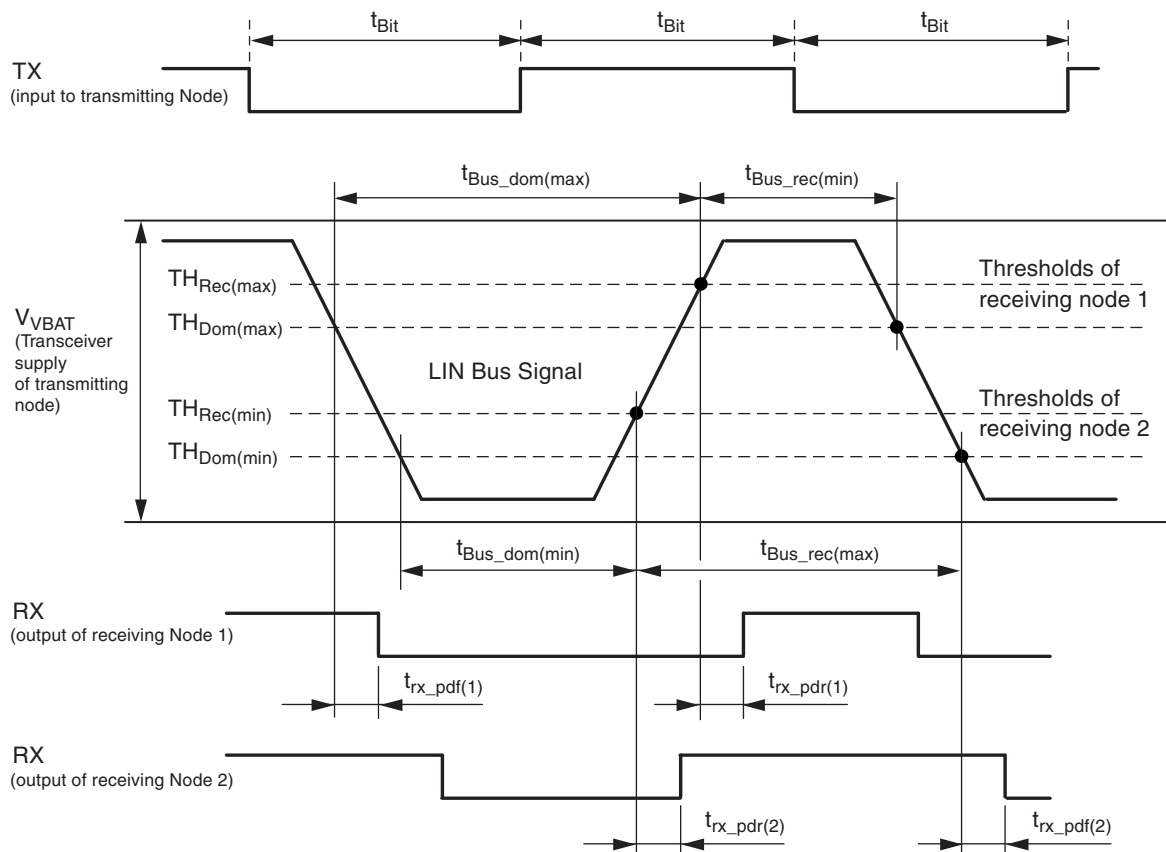 tBit tBit tBit
TX
(input to transmitting Node)
tBus_dom(max) tBus_rec(min)
THRec(max)
Thresholds of
receiving node 1
THDom(max)
VVBAT
(Transceiver
supply
of transmitting
node)
LIN Bus Signal
THRec(min)
Thresholds of
receiving node 2
THDom(min)
tBus_dom(min) tBus_rec(max)
RX
(output of receiving Node 1)
trx_pdf(1) trx_pdr(1)
RX
(output of receiving Node 2)
trx_pdr(2) trx_pdf(2)